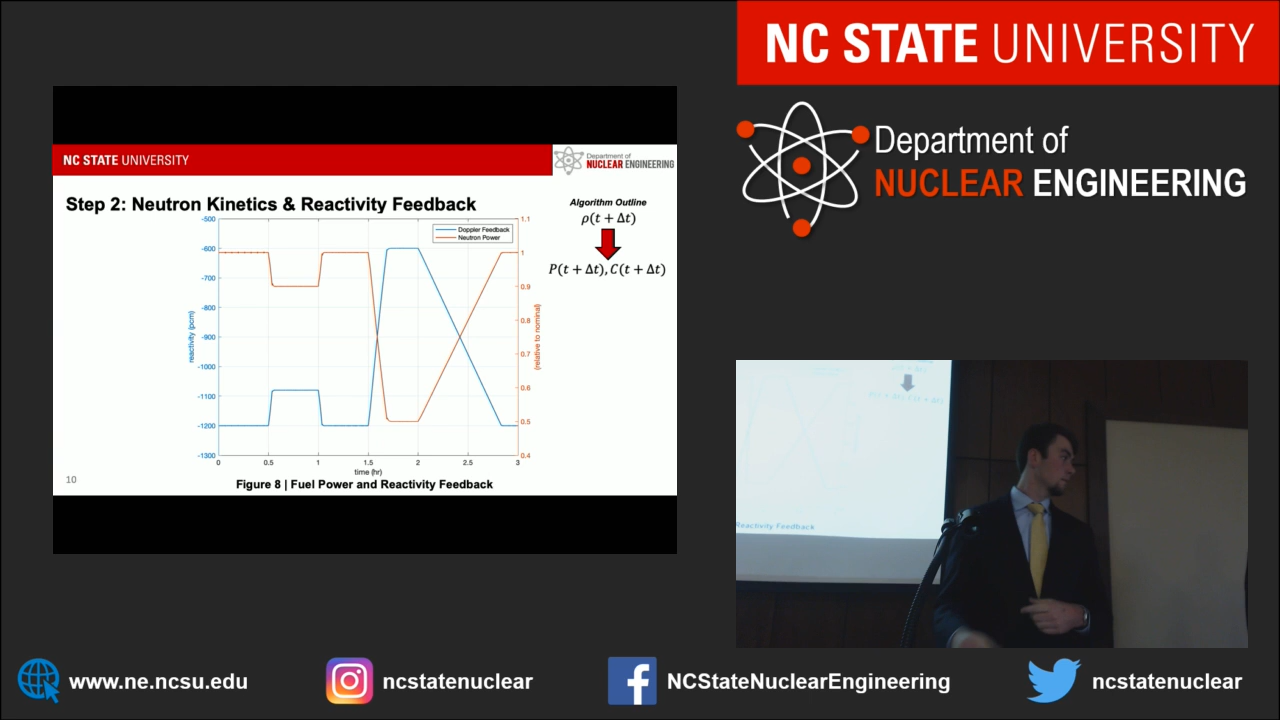 NC STATE UNIVERSITY
Department of
NUCLEAR ENGINEERING
NC STATE UNIVERSITY
Department of
NUCLEAR ENGINEERING
Step 2: Neutron Kinetics & Reactivity Feedback
Algorithm Outline
ρ(t + Δt)
P(t + Δt), C(t + Δt)
Doppler Feedback
Neutron Power
-500
-600
-700
-800
-900
-1000
-1100
-1200
-1300
reactivity (pcm)
1.1
1
0.9
0.8
0.7
0.6
0.5
0.4
(relative to nominal)
0 0.5 1 1.5 2 2.5 3
time (hr)
Figure 8 | Fuel Power and Reactivity Feedback
10
Reactivity Feedback
www.ne.ncsu.edu
ncstatenuclear
NCStateNuclearEngineering
ncstatenuclear